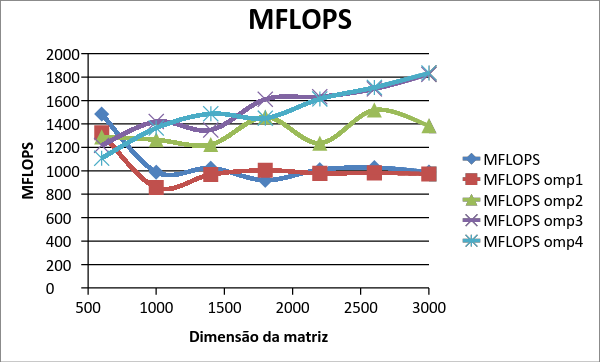 MFLOPS
2000
1800
1600
1400
1200
1000
800
600
400
200
0
MFLOPS
500 1000 1500 2000 2500 3000
Dimensão da matriz
MFLOPS
MFLOPS omp1
MFLOPS omp2
MFLOPS omp3
MFLOPS omp4